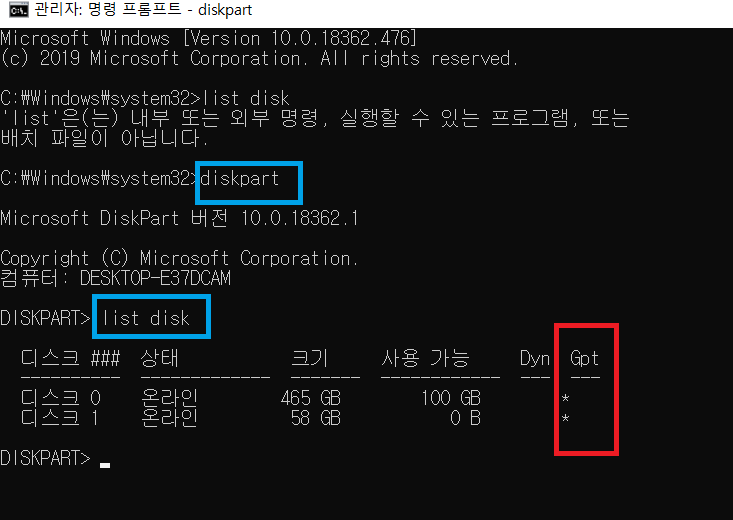 관리자: 명령 프롬프트 - diskpart
Microsoft Windows [Version 10.0.18362.476]
(c) 2019 Microsoft Corporation. All rights reserved.
C:₩Windows₩system32>list disk
'list'은(는) 내부 또는 외부 명령, 실행할 수 있는 프로그램, 또는
배치 파일이 아닙니다.
C:₩Windows₩system32>diskpart
Microsoft DiskPart 버전 10.0.18362.1
Copyright (C) Microsoft Corporation.
컴퓨터: DESKTOP-E37DCAM
DISKPART> list disk
디스크 ### 상태 크기 사용 가능 Dyn Gpt
---------- ------------- ------- ------------ --- ---
디스크 0 온라인 465 GB 100 GB *
디스크 1 온라인 58 GB 0 B *
DISKPART>